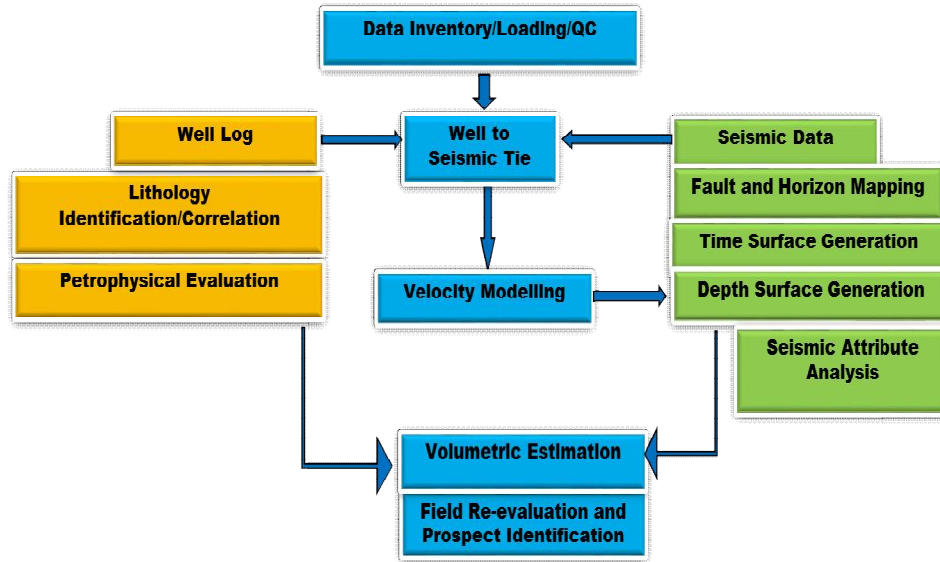 Data Inventory/Loading/QC
Well Log
Well to
Seismic Tie
Seismic Data
Lithology
Identification/Correlation
Fault and Horizon Mapping
Time Surface Generation
Petrophysical Evaluation
Velocity Modelling
Depth Surface Generation
Seismic Attribute
Analysis
Volumetric Estimation
Field Re-evaluation and
Prospect Identification